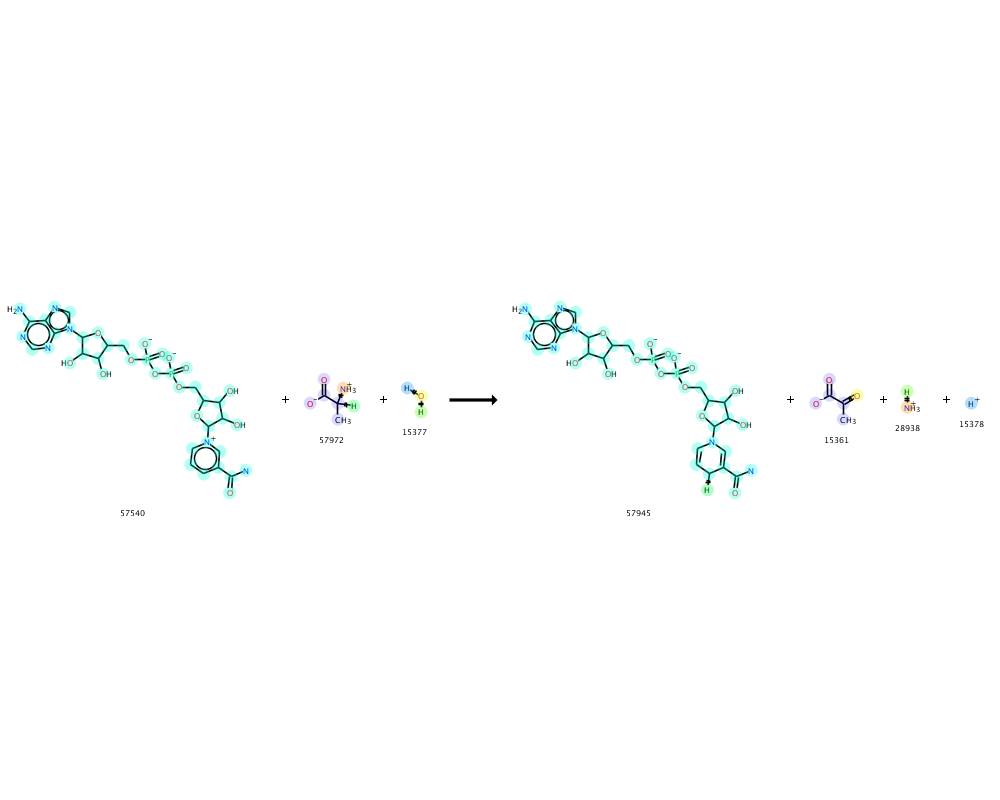 H₂N N N N N O HO OH O P O⁻ O O P O⁻ O O O OH OH N⁺ N O
57540
+
O O⁻ NH₃⁺ H CH₃
57972
+
H O H
15377
H₂N N N N N O HO OH O P O⁻ O O P O⁻ O O O OH OH N N O H
57945
+
O O⁻ O CH₃
15361
+
H NH₃⁺
28938
+
H⁺
15378